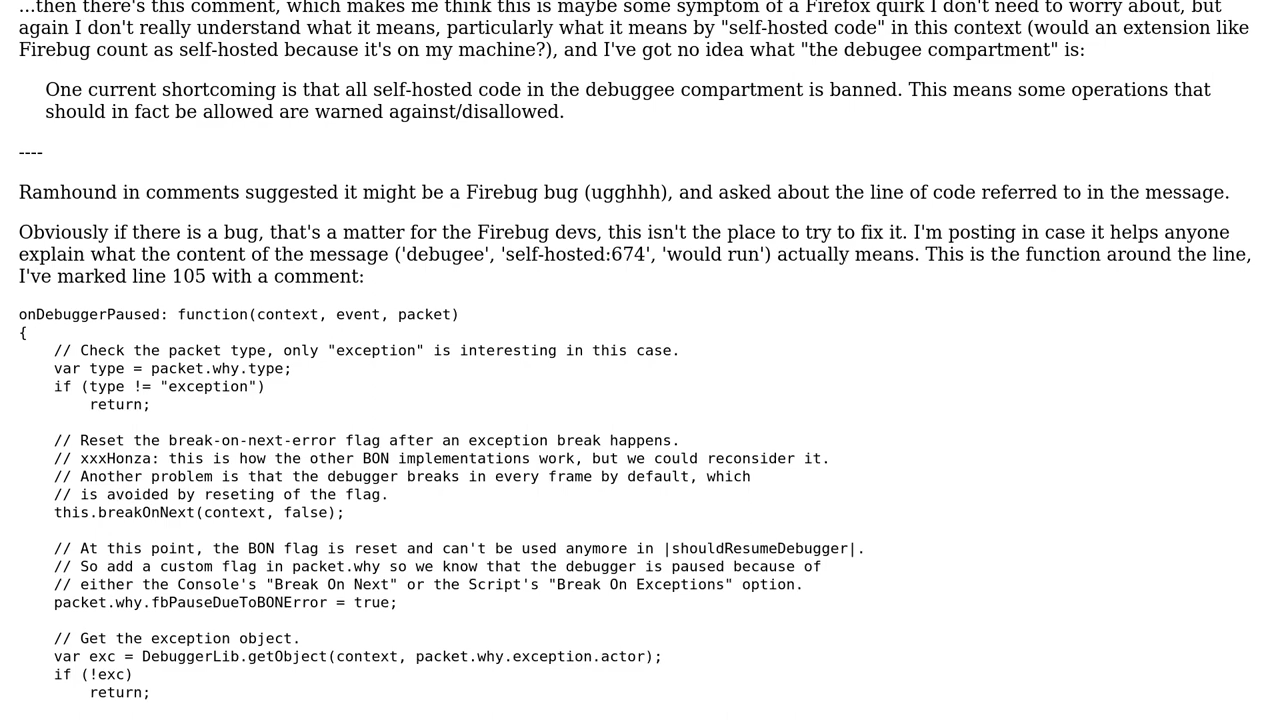 ...then there's this comment, which makes me think this is maybe some symptom of a Firefox quirk I don't need to worry about, but
again I don't really understand what it means, particularly what it means by "self-hosted code" in this context (would an extension like
Firebug count as self-hosted because it's on my machine?), and I've got no idea what "the debugee compartment" is:
One current shortcoming is that all self-hosted code in the debuggee compartment is banned. This means some operations that
should in fact be allowed are warned against/disallowed.
----
Ramhound in comments suggested it might be a Firebug bug (ugghhh), and asked about the line of code referred to in the message.
Obviously if there is a bug, that's a matter for the Firebug devs, this isn't the place to try to fix it. I'm posting in case it helps anyone
explain what the content of the message ('debugee', 'self-hosted:674', 'would run') actually means. This is the function around the line,
I've marked line 105 with a comment:
onDebuggerPaused: function(context, event, packet)
{
    // Check the packet type, only "exception" is interesting in this case.
    var type = packet.why.type;
    if (type != "exception")
        return;
    // Reset the break-on-next-error flag after an exception break happens.
    // xxxHonza: this is how the other BON implementations work, but we could reconsider it.
    // Another problem is that the debugger breaks in every frame by default, which
    // is avoided by reseting of the flag.
    this.breakOnNext(context, false);
    // At this point, the BON flag is reset and can't be used anymore in |shouldResumeDebugger|.
    // So add a custom flag in packet.why so we know that the debugger is paused because of
    // either the Console's "Break On Next" or the Script's "Break On Exceptions" option.
    packet.why.fbPauseDueToBONError = true;
    // Get the exception object.
    var exc = DebuggerLib.getObject(context, packet.why.exception.actor);
    if (!exc)
        return;